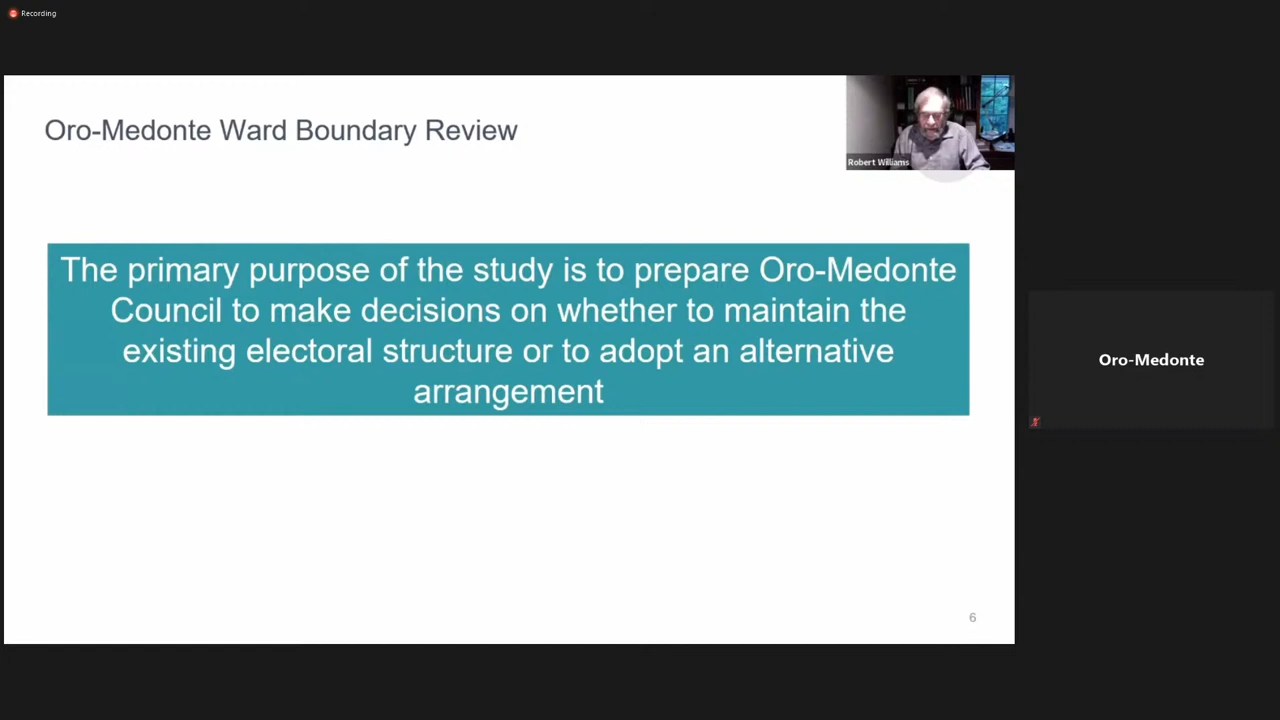 Recording
Oro-Medonte Ward Boundary Review
Robert Williams
The primary purpose of the study is to prepare Oro-Medonte
Council to make decisions on whether to maintain the
existing electoral structure or to adopt an alternative
arrangement
Oro-Medonte
6